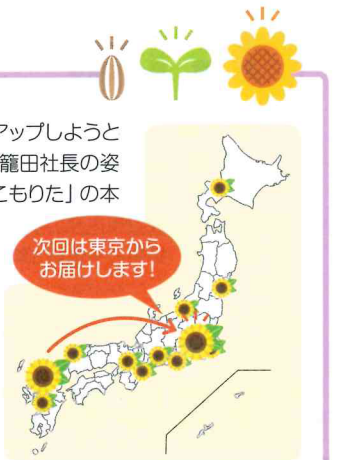 アップしようと
籠田社長の姿
こもりた」の本
次回は東京から
お届けします!